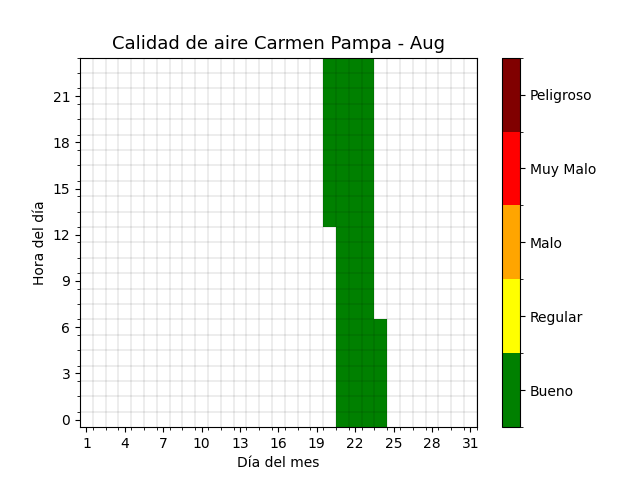 Calidad de aire Carmen Pampa - Aug
Hora del día
21
18
15
12
9
6
3
0
1 4 7 10 13 16 19 22 25 28 31
Día del mes
Peligroso
Muy Malo
Malo
Regular
Bueno